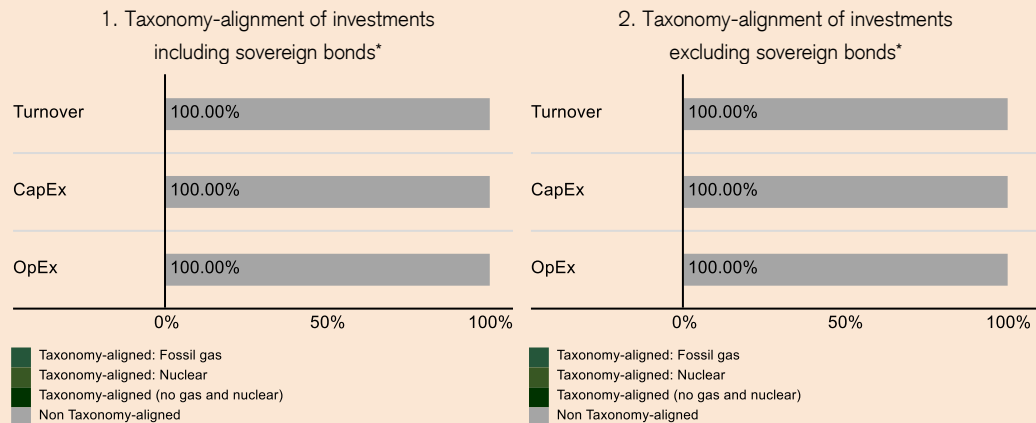 1. Taxonomy-alignment of investments
including sovereign bonds*
Turnover
100.00%
CapEx
100.00%
OpEx
100.00%
0% 50% 100%
Taxonomy-aligned: Fossil gas
Taxonomy-aligned: Nuclear
Taxonomy-aligned (no gas and nuclear)
Non Taxonomy-aligned
2. Taxonomy-alignment of investments
excluding sovereign bonds*
Turnover
100.00%
CapEx
100.00%
OpEx
100.00%
0% 50% 100%
Taxonomy-aligned: Fossil gas
Taxonomy-aligned: Nuclear
Taxonomy-aligned (no gas and nuclear)
Non Taxonomy-aligned